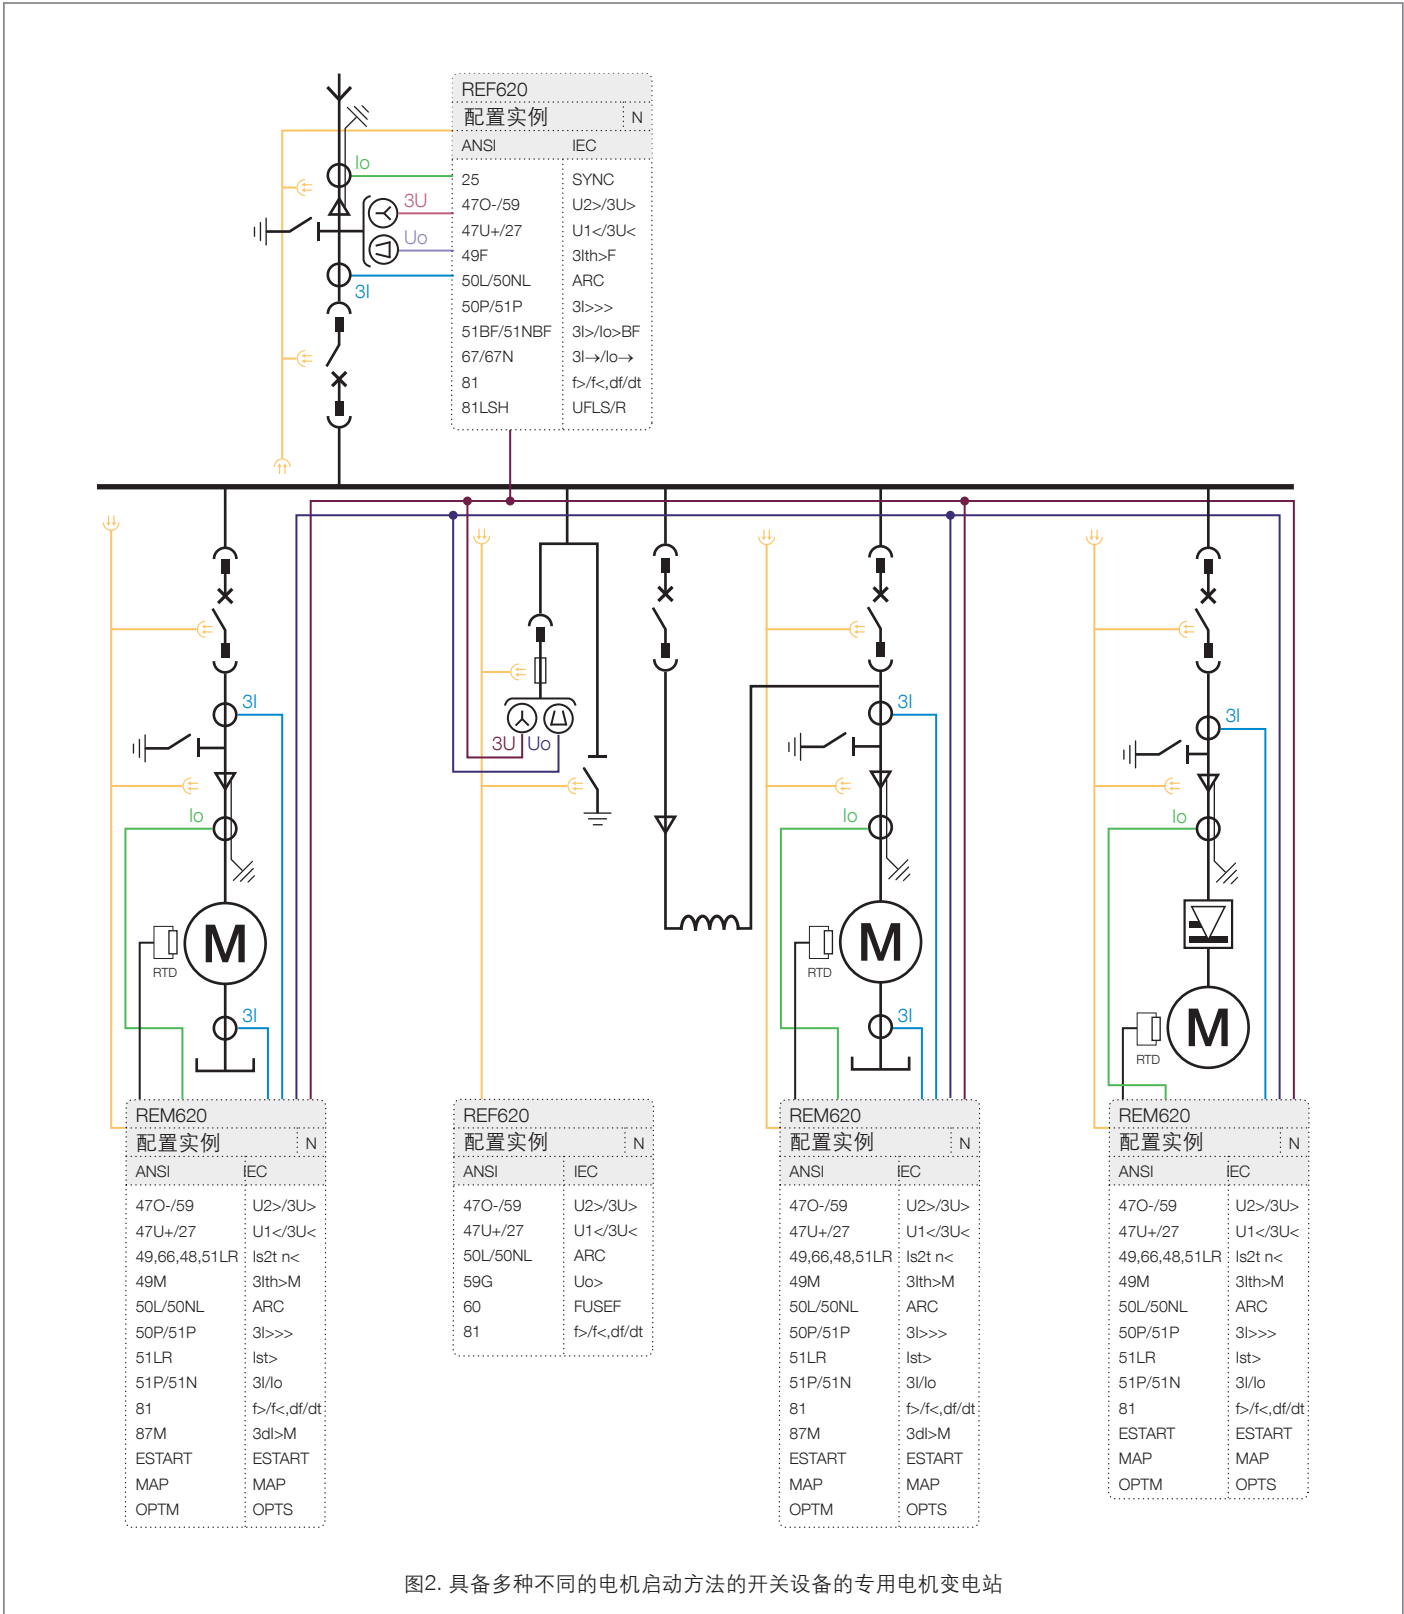 REF620
配置实例 N
ANSI IEC
25 SYNC
47O-/59 U2>/3U>
47U+/27 U1</3U<
49F 3Ith>F
50L/50NL ARC
50P/51P 3I>>>
51BF/51NBF 3I>/Io>BF
67/67N 3I→/Io→
81 f>/f<,df/dt
81LSH UFLS/R
Io
3U
Uo
3I
3I
Io
M
RTD
3I
3U Uo
3I
Io
M
RTD
3I
3I
Io
M
RTD
REM620
配置实例 N
ANSI IEC
47O-/59 U2>/3U>
47U+/27 U1</3U<
49,66,48,51LR Is2t n<
49M 3Ith>M
50L/50NL ARC
50P/51P 3I>>>
51LR Ist>
51P/51N 3I/Io
81 f>/f<,df/dt
87M 3dI>M
ESTART ESTART
MAP MAP
OPTM OPTS
REF620
配置实例 N
ANSI IEC
47O-/59 U2>/3U>
47U+/27 U1</3U<
50L/50NL ARC
59G Uo>
60 FUSEF
81 f>/f<,df/dt
REM620
配置实例 N
ANSI IEC
47O-/59 U2>/3U>
47U+/27 U1</3U<
49,66,48,51LR Is2t n<
49M 3Ith>M
50L/50NL ARC
50P/51P 3I>>>
51LR Ist>
51P/51N 3I/Io
81 f>/f<,df/dt
87M 3dI>M
ESTART ESTART
MAP MAP
OPTM OPTS
REM620
配置实例 N
ANSI IEC
47O-/59 U2>/3U>
47U+/27 U1</3U<
49,66,48,51LR Is2t n<
49M 3Ith>M
50L/50NL ARC
50P/51P 3I>>>
51LR Ist>
51P/51N 3I/Io
81 f>/f<,df/dt
ESTART ESTART
MAP MAP
OPTM OPTS
图2. 具备多种不同的电机启动方法的开关设备的专用电机变电站